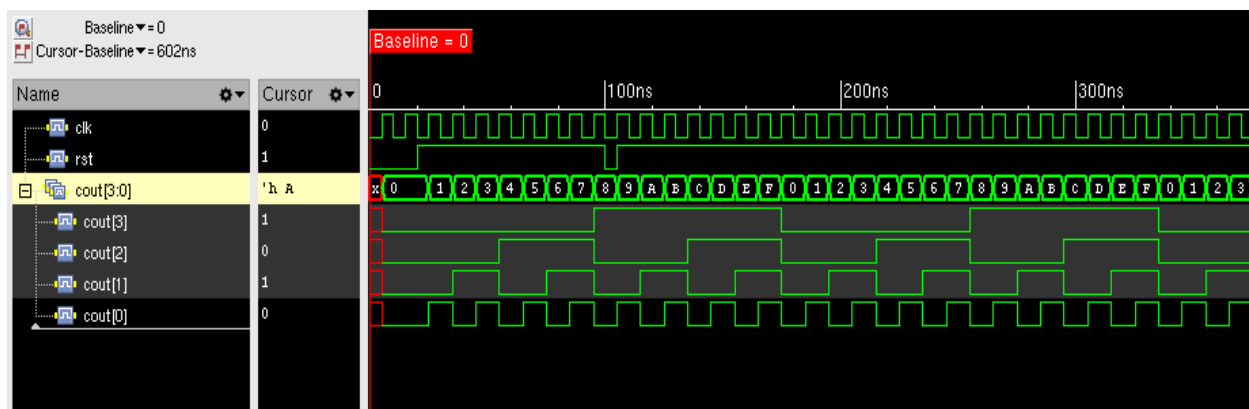 Baseline▼= 0
Cursor-Baseline▼= 602ns
Baseline = 0
Name Cursor 0 |100ns |200ns |300ns
clk 0
rst 1
cout[3:0] 'h A x 0 1 2 3 4 5 6 7 8 9 A B C D E F 0 1 2 3 4 5 6 7 8 9 A B C D E F 0 1 2 3
cout[3] 1
cout[2] 0
cout[1] 1
cout[0] 0